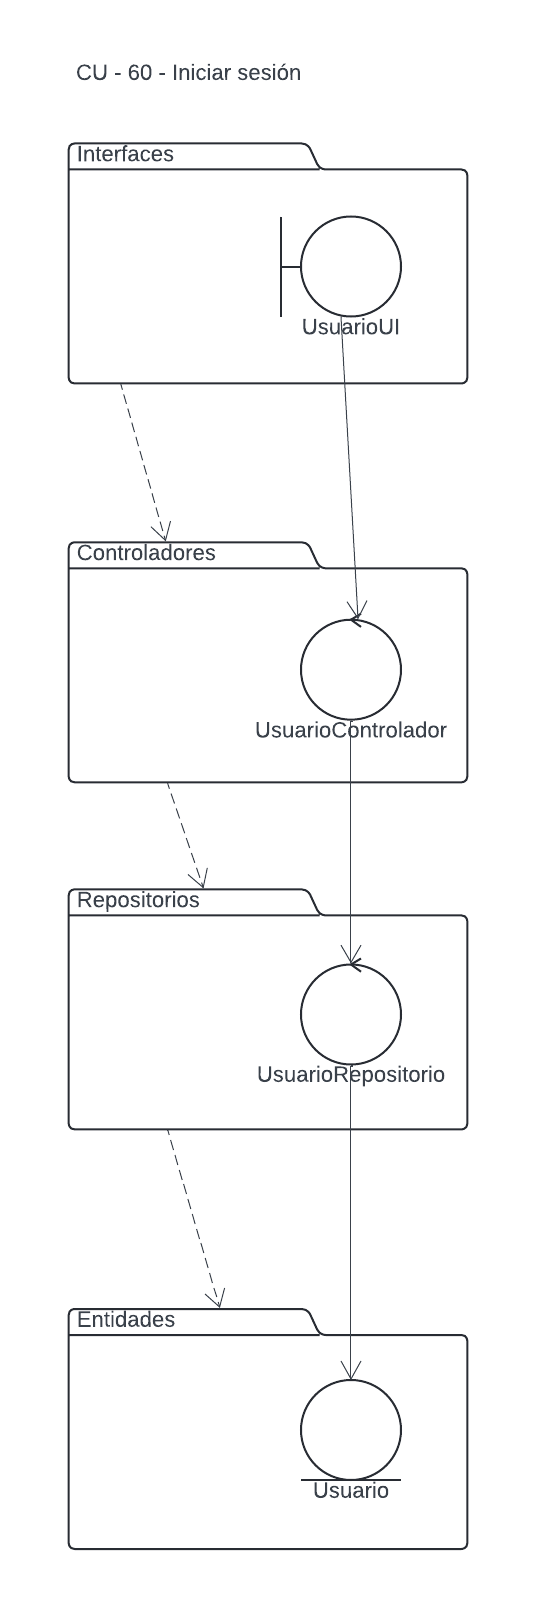 CU - 60 - Iniciar sesión
Interfaces
UsuarioUI
Controladores
UsuarioControlador
Repositorios
UsuarioRepositorio
Entidades
Usuario